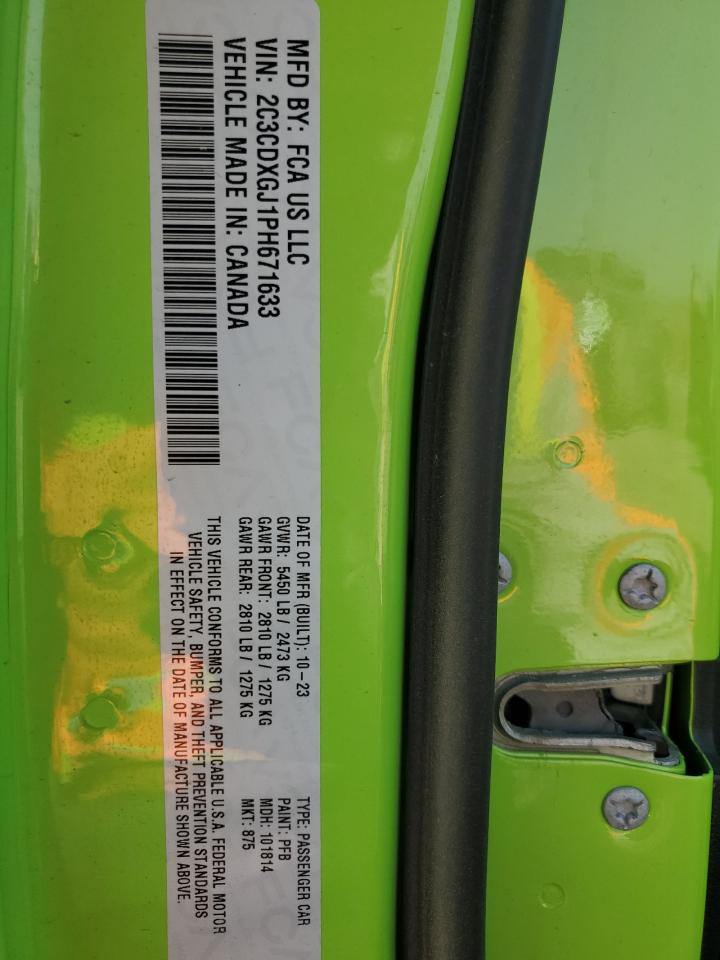 MFD BY: FCA US LLC
VIN: 2C3CDXGJ1PH671633
VEHICLE MADE IN: CANADA
DATE OF MFR (BUILT): 10-23
GVWR: 5450 LB / 2473 KG
GAWR FRONT: 2810 LB / 1275 KG
GAWR REAR: 2810 LB / 1275 KG
TYPE: PASSENGER CAR
PAINT: PFB
MDH: 101814
MKT: 875
THIS VEHICLE CONFORMS TO ALL APPLICABLE U.S.A. FEDERAL MOTOR
VEHICLE SAFETY, BUMPER, AND THEFT PREVENTION STANDARDS
IN EFFECT ON THE DATE OF MANUFACTURE SHOWN ABOVE.